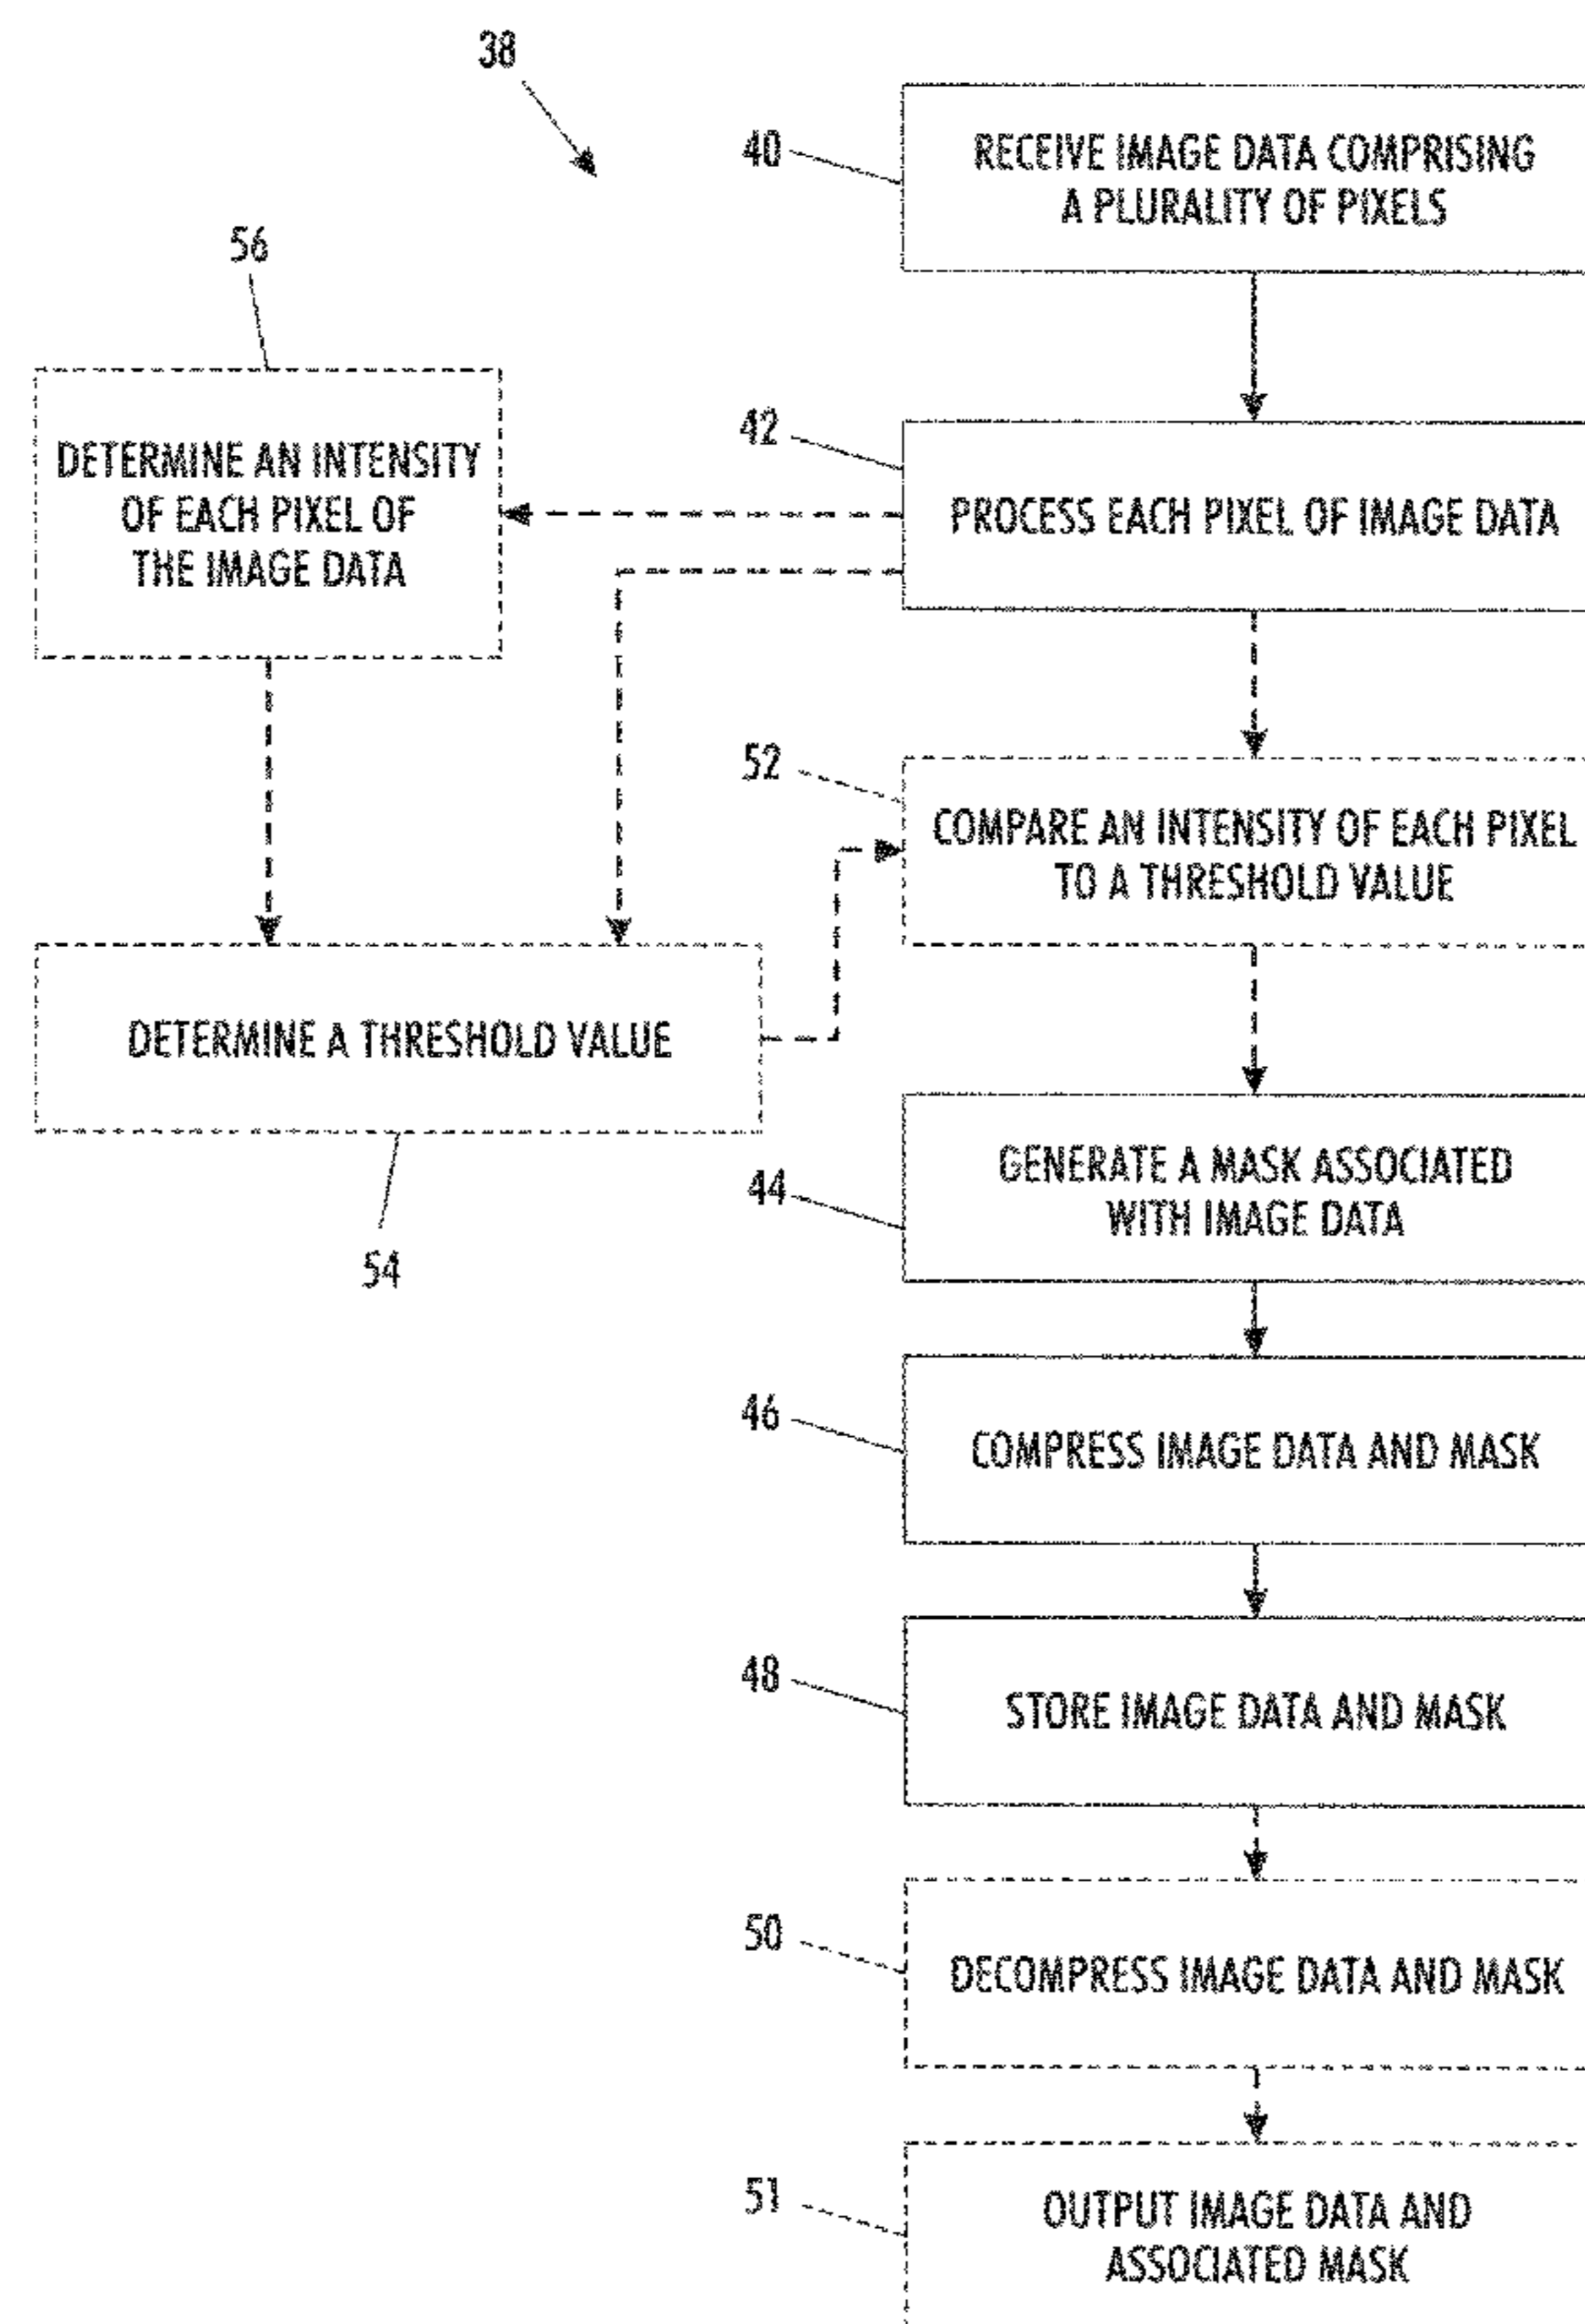 38
40
RECEIVE IMAGE DATA COMPRISING
A PLURALITY OF PIXELS
56
DETERMINE AN INTENSITY
OF EACH PIXEL OF
THE IMAGE DATA
42
PROCESS EACH PIXEL OF IMAGE DATA
52
COMPARE AN INTENSITY OF EACH PIXEL
TO A THRESHOLD VALUE
DETERMINE A THRESHOLD VALUE
54
44
GENERATE A MASK ASSOCIATED
WITH IMAGE DATA
46
COMPRESS IMAGE DATA AND MASK
48
STORE IMAGE DATA AND MASK
50
DECOMPRESS IMAGE DATA AND MASK
51
OUTPUT IMAGE DATA AND
ASSOCIATED MASK